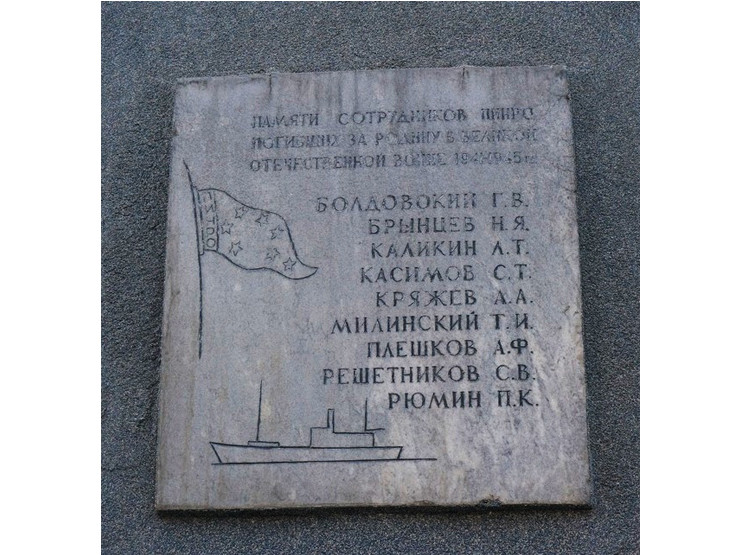 ПАМЯТИ СОТРУДНИКОВ ПИНРО,
ПОГИБШИХ ЗА РОДИНУ В ВЕЛИКОЙ
ОТЕЧЕСТВЕННОЙ ВОЙНЕ 1941-1945 гг.
БОЛДОВОКИЙ Г.В.
БРЫНЦЕВ Н.Я.
КАЛИКИН А.Т.
КАСИМОВ С.Т.
КРЯЖЕВ А.А.
МИЛИНСКИЙ Т.И.
ПЛЕШКОВ А.Ф.
РЕШЕТНИКОВ С.В.
РЮМИН П.К.